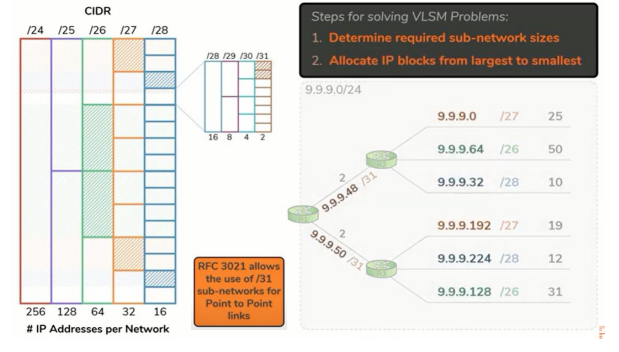 CIDR
/24 /25 /26 /27 /28
/28 /29 /30 /31
16 8 4 2
256 128 64 32 16
# IP Addresses per Network
RFC 3021 allows
the use of /31
sub-networks for
Point to Point
links
Steps for solving VLSM Problems:
1. Determine required sub-network sizes
2. Allocate IP blocks from largest to smallest
9.9.9.0/24
9.9.9.0 /27 25
9.9.9.64 /26 50
9.9.9.32 /28 10
2
9.9.9.48 /31
2
9.9.9.50 /31
9.9.9.192 /27 19
9.9.9.224 /28 12
9.9.9.128 /26 31